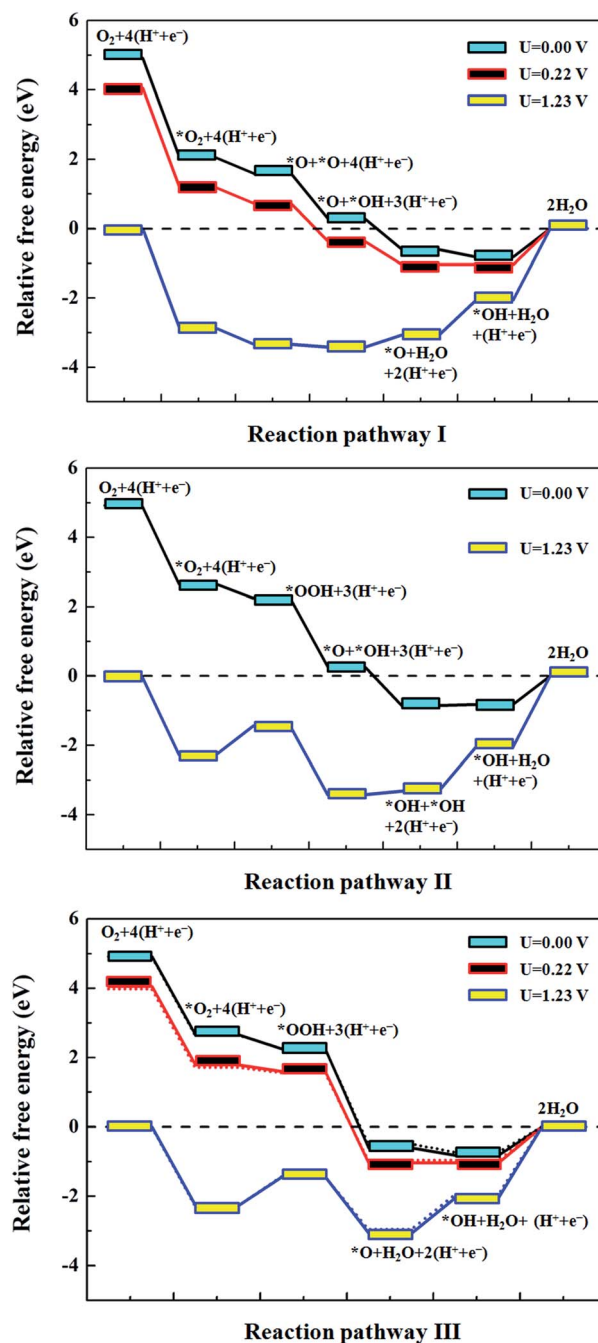 6
4
2
0
-2
-4
Relative free energy (eV)
O₂+4(H⁺+e⁻)
*O₂+4(H⁺+e⁻)
*O+*O+4(H⁺+e⁻)
*O+*OH+3(H⁺+e⁻)
*O+H₂O
+2(H⁺+e⁻)
*OH+H₂O
+(H⁺+e⁻)
2H₂O
U=0.00 V
U=0.22 V
U=1.23 V
Reaction pathway I
6
4
2
0
-2
-4
Relative free energy (eV)
O₂+4(H⁺+e⁻)
*O₂+4(H⁺+e⁻)
*OOH+3(H⁺+e⁻)
*O+*OH+3(H⁺+e⁻)
*OH+*OH
+2(H⁺+e⁻)
*OH+H₂O
+(H⁺+e⁻)
2H₂O
U=0.00 V
U=1.23 V
Reaction pathway II
6
4
2
0
-2
-4
Relative free energy (eV)
O₂+4(H⁺+e⁻)
*O₂+4(H⁺+e⁻)
*OOH+3(H⁺+e⁻)
*O+H₂O+2(H⁺+e⁻)
*OH+H₂O+ (H⁺+e⁻)
2H₂O
U=0.00 V
U=0.22 V
U=1.23 V
Reaction pathway III